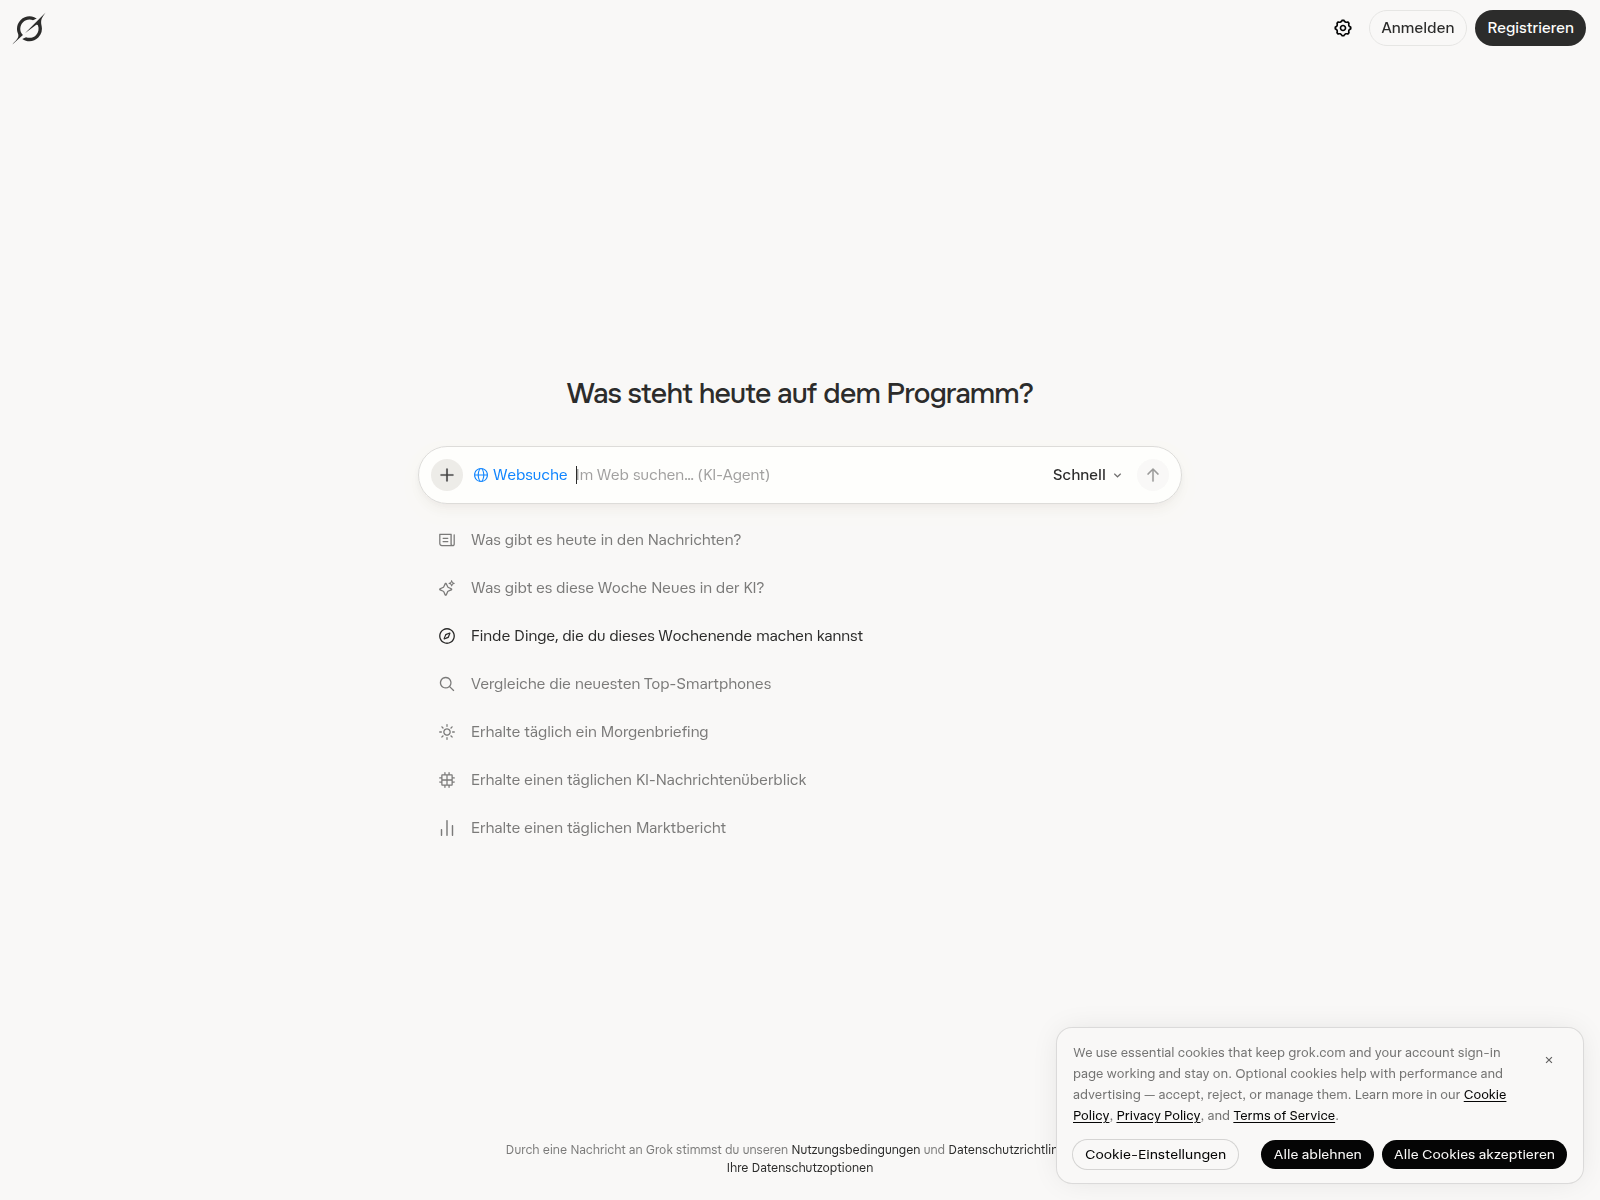 Anmelden
Registrieren
Was steht heute auf dem Programm?
Websuche Im Web suchen... (KI-Agent)
Schnell
Was gibt es heute in den Nachrichten?
Was gibt es diese Woche Neues in der KI?
Finde Dinge, die du dieses Wochenende machen kannst
Vergleiche die neuesten Top-Smartphones
Erhalte täglich ein Morgenbriefing
Erhalte einen täglichen KI-Nachrichtenüberblick
Erhalte einen täglichen Marktbericht
We use essential cookies that keep grok.com and your account sign-in
page working and stay on. Optional cookies help with performance and
advertising — accept, reject, or manage them. Learn more in our Cookie
Policy, Privacy Policy, and Terms of Service.
Cookie-Einstellungen
Alle ablehnen
Alle Cookies akzeptieren
Durch eine Nachricht an Grok stimmst du unseren Nutzungsbedingungen und
Ihre Datenschutzoptionen